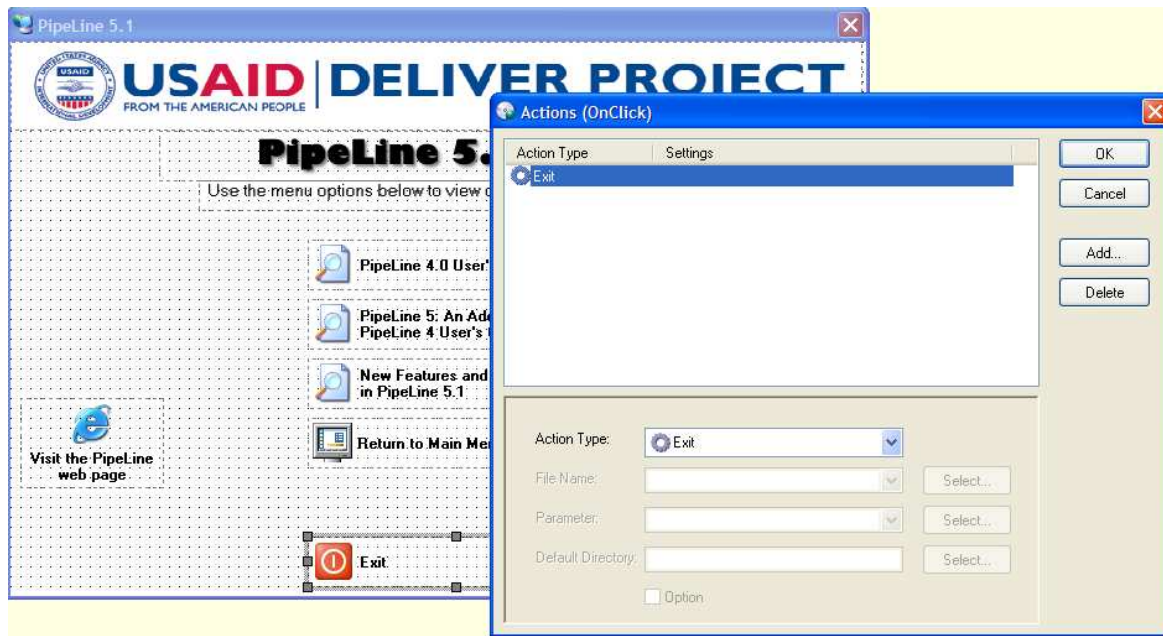 PipeLine 5.1
USAID
USAID DELIVER PROJECT
FROM THE AMERICAN PEOPLE
PipeLine 5.
Use the menu options below to view
PipeLine 4.0 User'
PipeLine 5: An Ad
PipeLine 4 User's
New Features and
in PipeLine 5.1
Return to Main Me
Visit the PipeLine
web page
Exit
Actions (OnClick)
Action Type Settings
Exit
OK
Cancel
Add...
Delete
Action Type: Exit
File Name: Select...
Parameter: Select...
Default Directory: Select...
Option